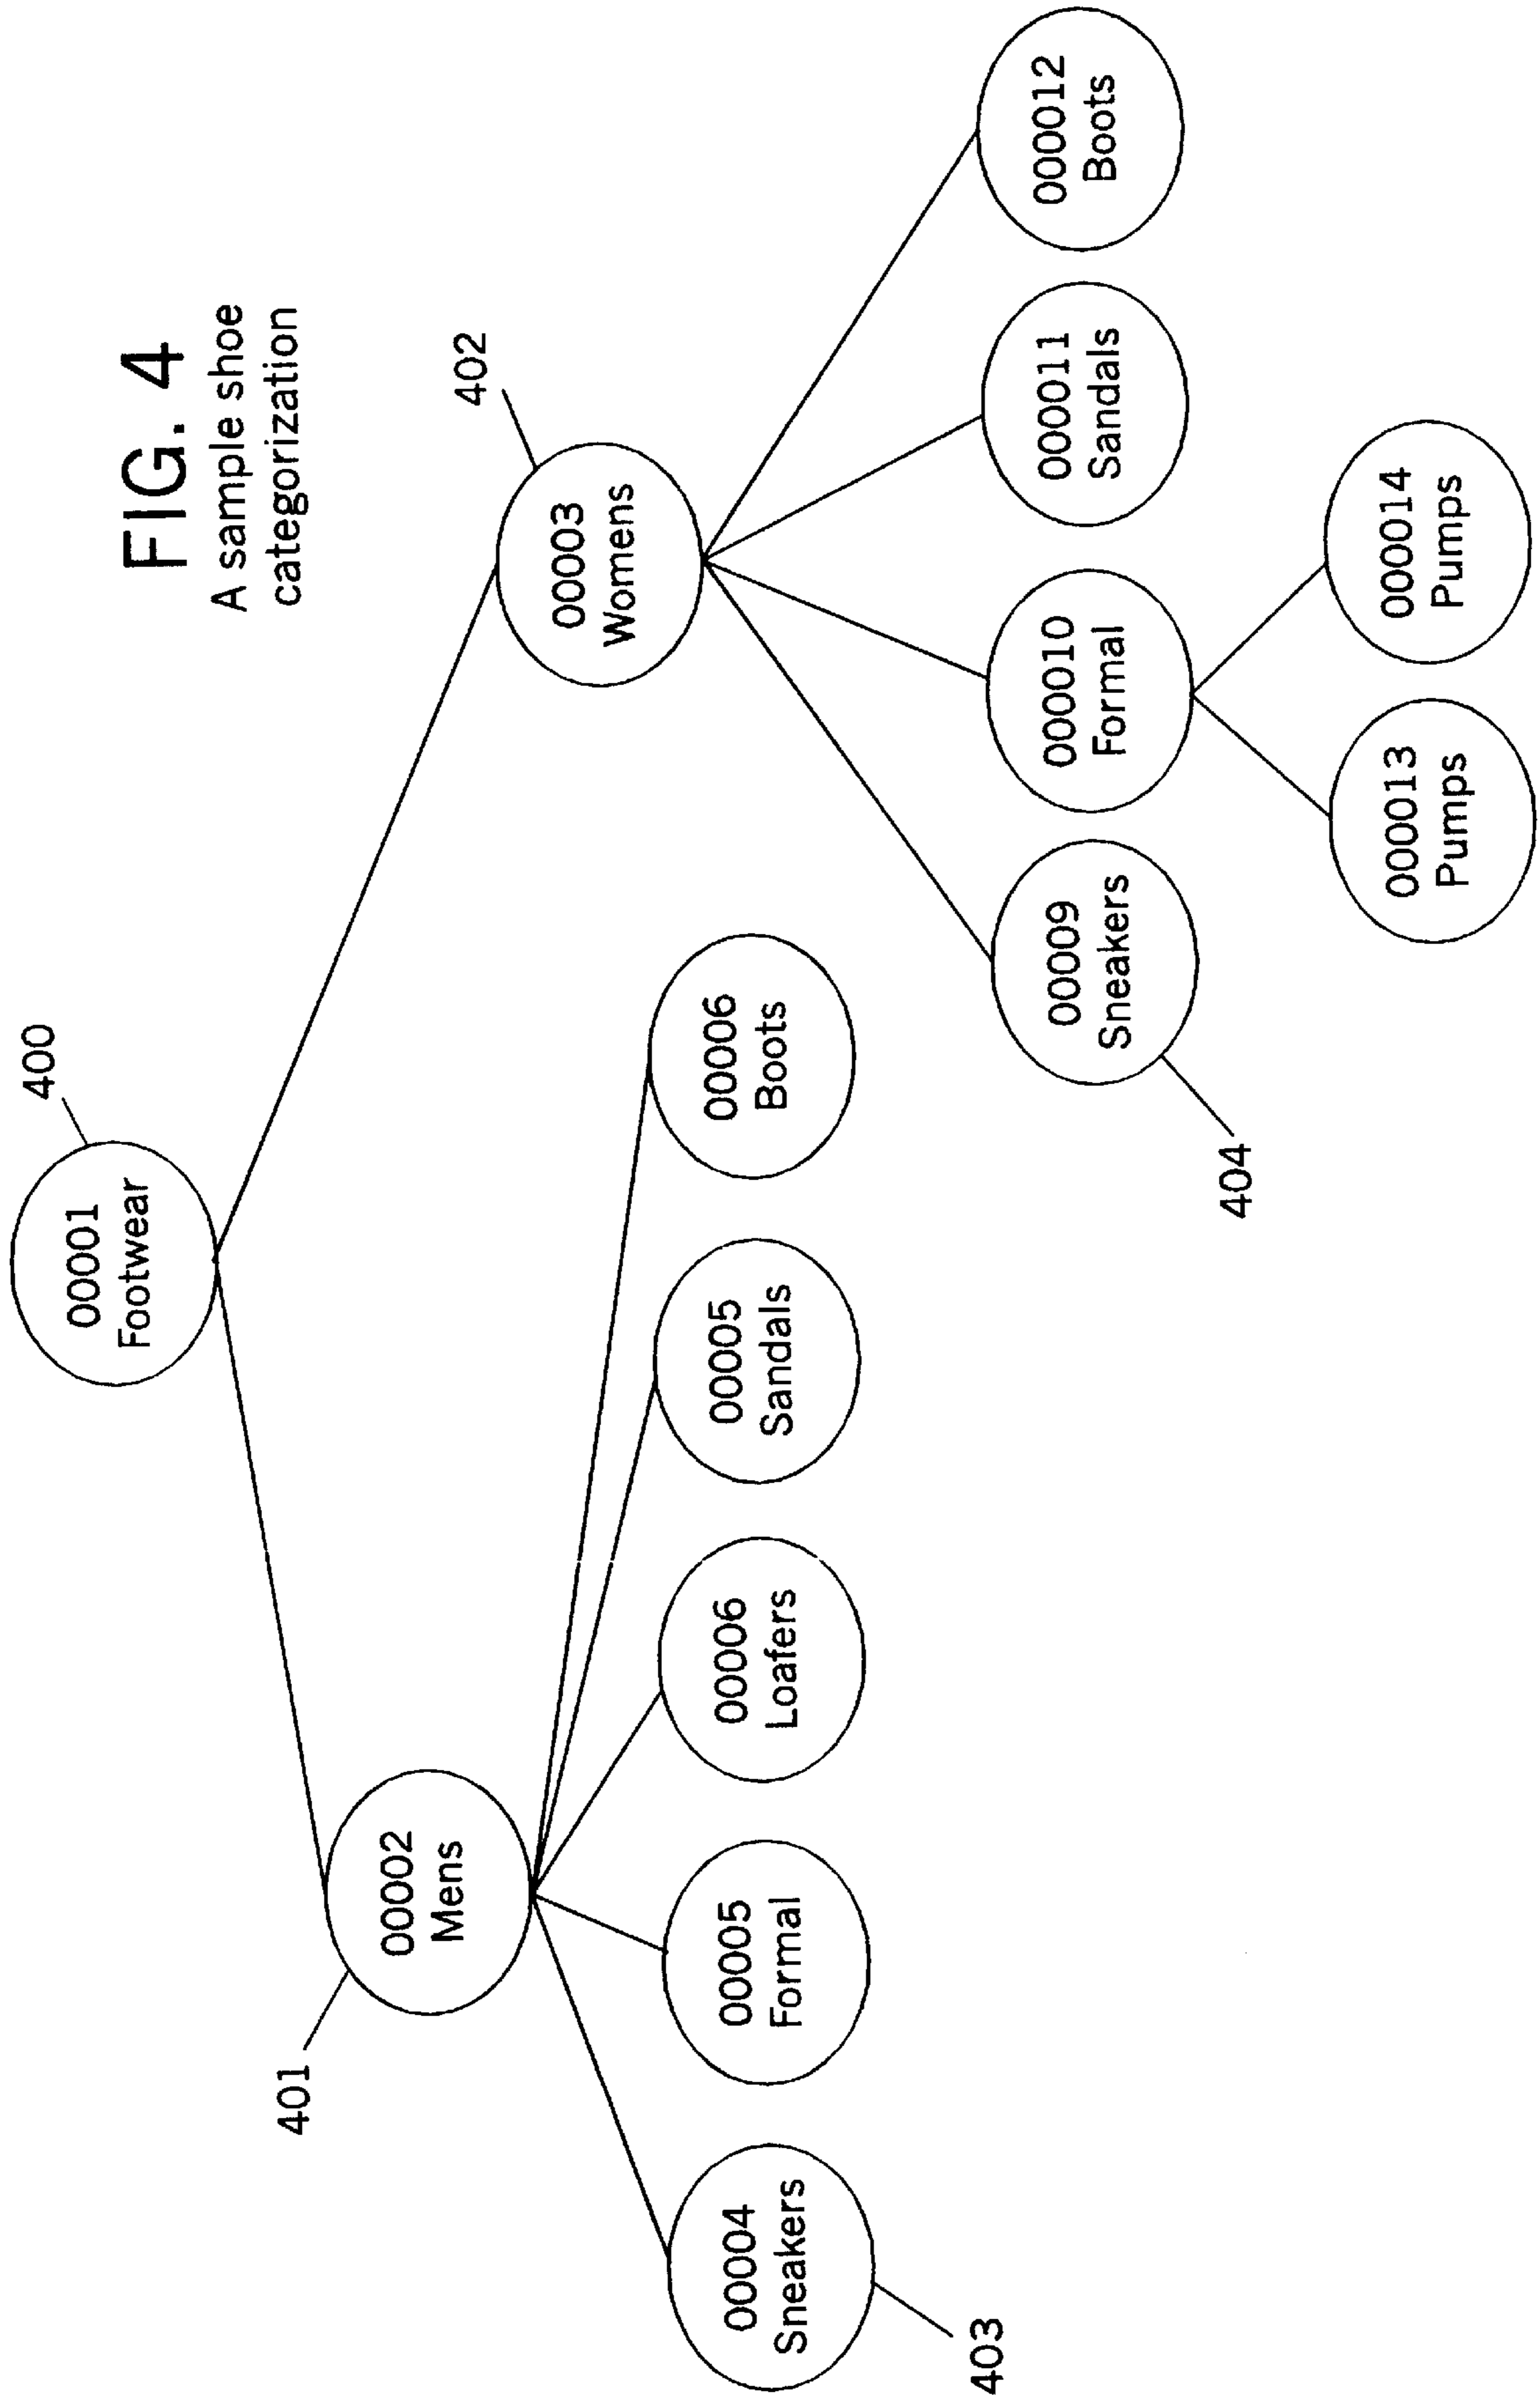 FIG. 4
A sample shoe
categorization
400
00001
Footwear
401
00002
Mens
402
00003
Womens
00004
Sneakers
403
00005
Formal
00006
Loafers
00005
Sandals
00006
Boots
00009
Sneakers
404
000010
Formal
000011
Sandals
000012
Boots
000013
Pumps
000014
Pumps